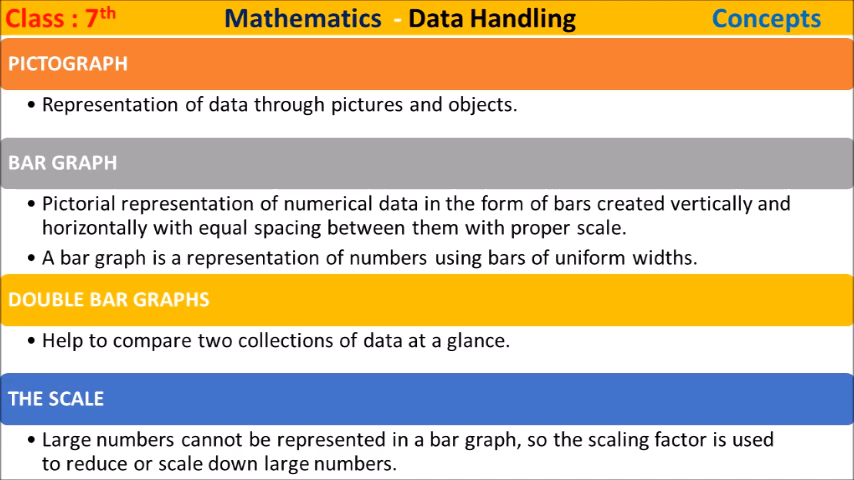 Class : 7th Mathematics - Data Handling Concepts
PICTOGRAPH
• Representation of data through pictures and objects.
BAR GRAPH
• Pictorial representation of numerical data in the form of bars created vertically and
horizontally with equal spacing between them with proper scale.
• A bar graph is a representation of numbers using bars of uniform widths.
DOUBLE BAR GRAPHS
• Help to compare two collections of data at a glance.
THE SCALE
• Large numbers cannot be represented in a bar graph, so the scaling factor is used
to reduce or scale down large numbers.